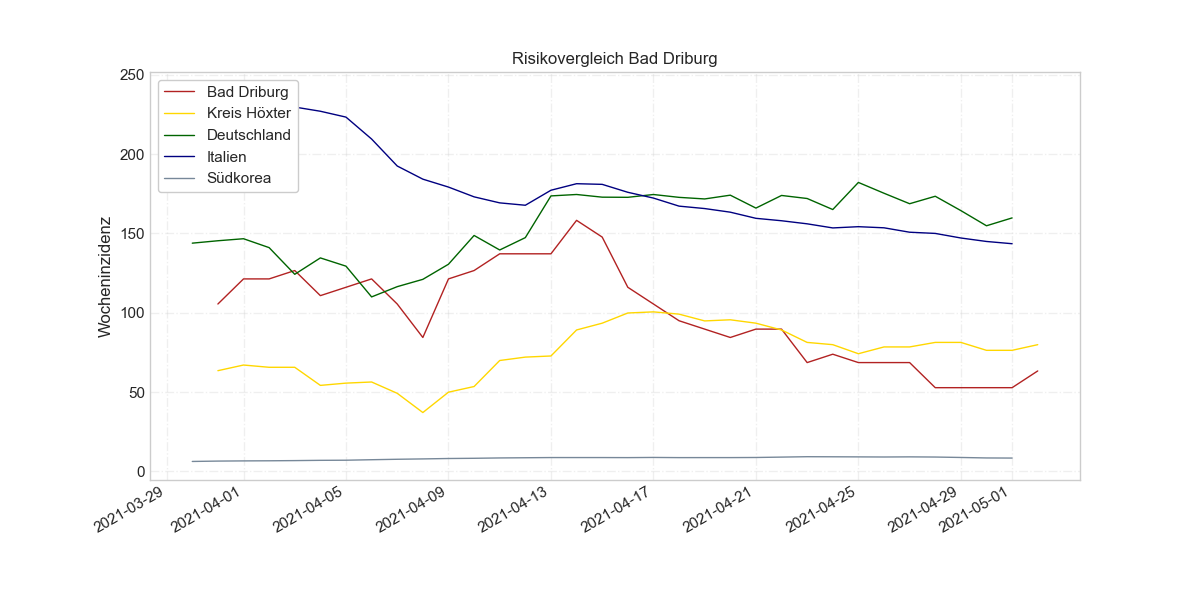 Risikovergleich Bad Driburg
Wocheninzidenz
250
200
150
100
50
0
Bad Driburg
Kreis Höxter
Deutschland
Italien
Südkorea
2021-03-29
2021-04-01
2021-04-05
2021-04-09
2021-04-13
2021-04-17
2021-04-21
2021-04-25
2021-04-29
2021-05-01